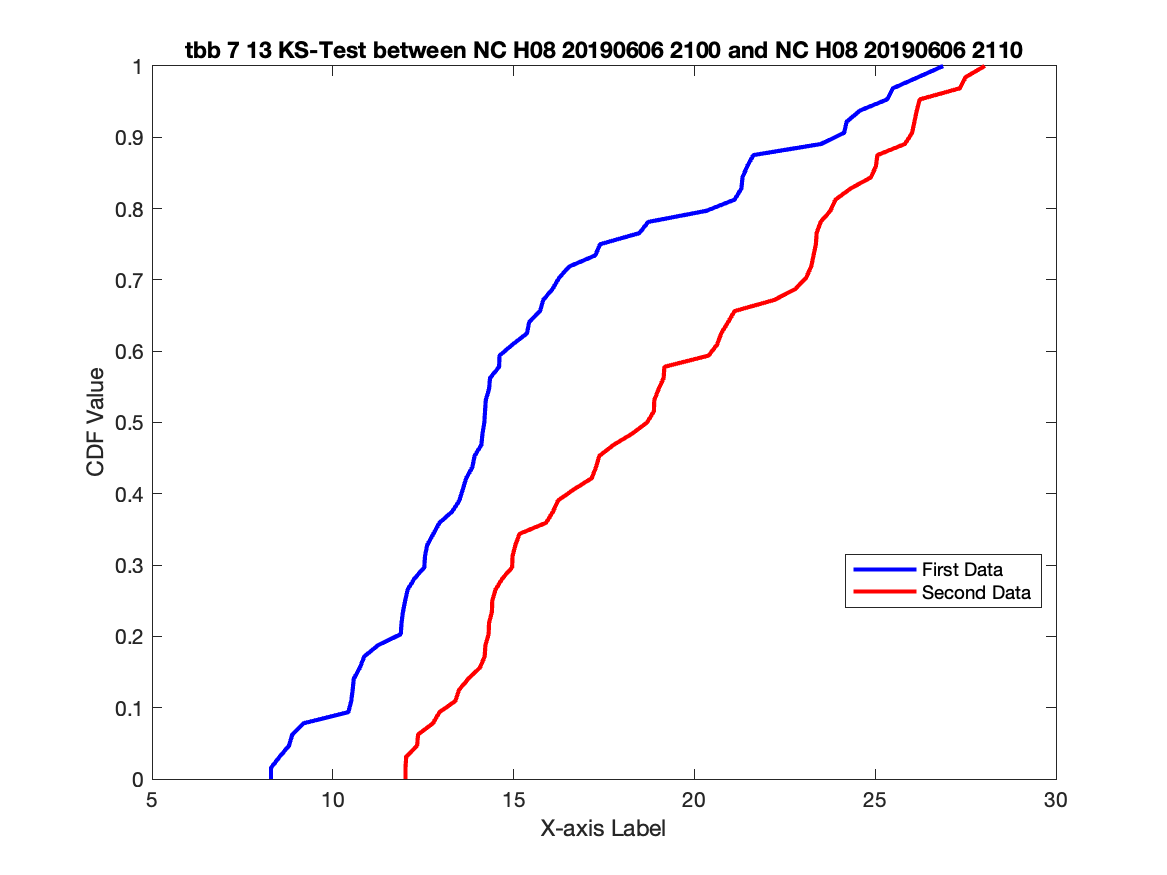 tbb 7 13 KS-Test between NC H08 20190606 2100 and NC H08 20190606 2110
1
0.9
0.8
0.7
0.6
0.5
0.4
0.3
0.2
0.1
0
CDF Value
First Data
Second Data
5 10 15 20 25 30
X-axis Label